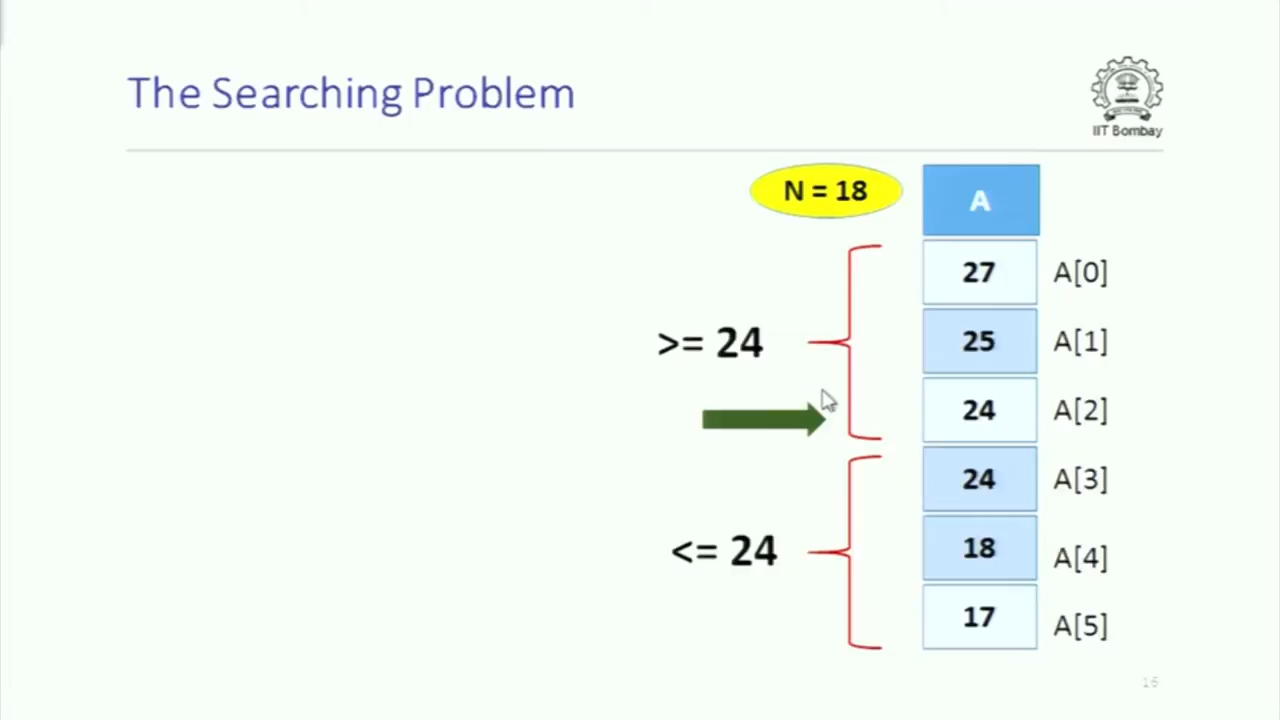 The Searching Problem
IIT Bombay
N = 18
A
27 A[0]
25 A[1]
>= 24
24 A[2]
24 A[3]
<= 24
18 A[4]
17 A[5]
16